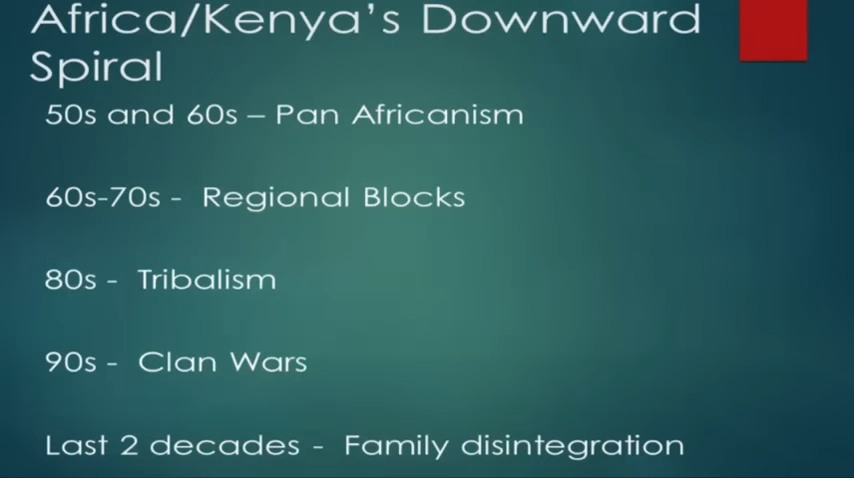 Africa/Kenya's Downward
Spiral
50s and 60s – Pan Africanism
60s-70s - Regional Blocks
80s - Tribalism
90s - Clan Wars
Last 2 decades - Family disintegration